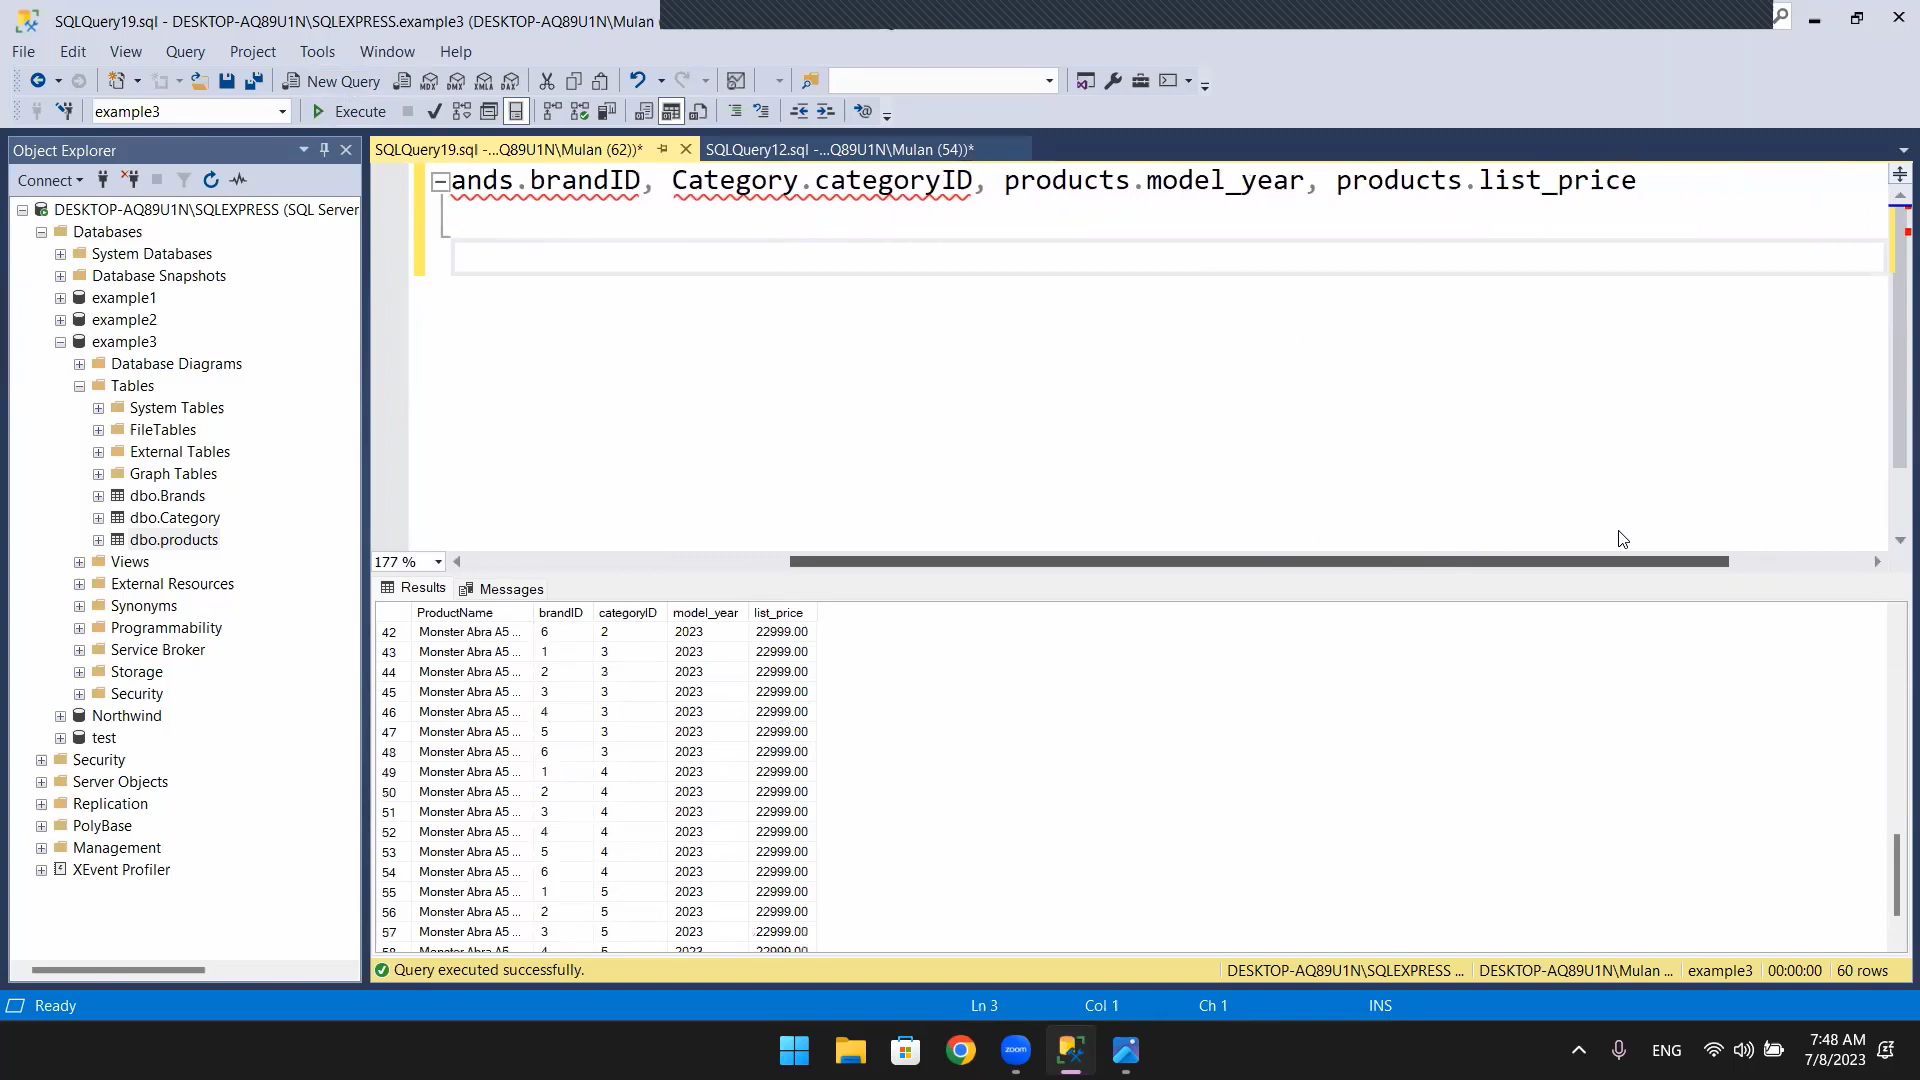 SQLQuery19.sql - DESKTOP-AQ89U1N\SQLEXPRESS.example3 (DESKTOP-AQ89U1N\Mulan (
File Edit View Query Project Tools Window Help
New Query MDX DMX XMLA DAX
example3 Execute
Object Explorer
Connect
DESKTOP-AQ89U1N\SQLEXPRESS (SQL Server
Databases
System Databases
Database Snapshots
example1
example2
example3
Database Diagrams
Tables
System Tables
FileTables
External Tables
Graph Tables
dbo.Brands
dbo.Category
dbo.products
Views
External Resources
Synonyms
Programmability
Service Broker
Storage
Security
Northwind
test
Security
Server Objects
Replication
PolyBase
Management
XEvent Profiler
SQLQuery19.sql -...Q89U1N\Mulan (62))* SQLQuery12.sql -...Q89U1N\Mulan (54))*
ands.brandID, Category.categoryID, products.model_year, products.list_price
177 %
Results Messages
ProductName brandID categoryID model_year list_price
42 Monster Abra A5 ... 6 2 2023 22999.00
43 Monster Abra A5 ... 1 3 2023 22999.00
44 Monster Abra A5 ... 2 3 2023 22999.00
45 Monster Abra A5 ... 3 3 2023 22999.00
46 Monster Abra A5 ... 4 3 2023 22999.00
47 Monster Abra A5 ... 5 3 2023 22999.00
48 Monster Abra A5 ... 6 3 2023 22999.00
49 Monster Abra A5 ... 1 4 2023 22999.00
50 Monster Abra A5 ... 2 4 2023 22999.00
51 Monster Abra A5 ... 3 4 2023 22999.00
52 Monster Abra A5 ... 4 4 2023 22999.00
53 Monster Abra A5 ... 5 4 2023 22999.00
54 Monster Abra A5 ... 6 4 2023 22999.00
55 Monster Abra A5 ... 1 5 2023 22999.00
56 Monster Abra A5 ... 2 5 2023 22999.00
57 Monster Abra A5 ... 3 5 2023 22999.00
58 Monster Abra A5 ... 4 5 2023 22999.00
Query executed successfully. DESKTOP-AQ89U1N\SQLEXPRESS ... DESKTOP-AQ89U1N\Mulan ... example3 00:00:00 60 rows
Ready Ln 3 Col 1 Ch 1 INS
zoom
ENG
7:48 AM
7/8/2023